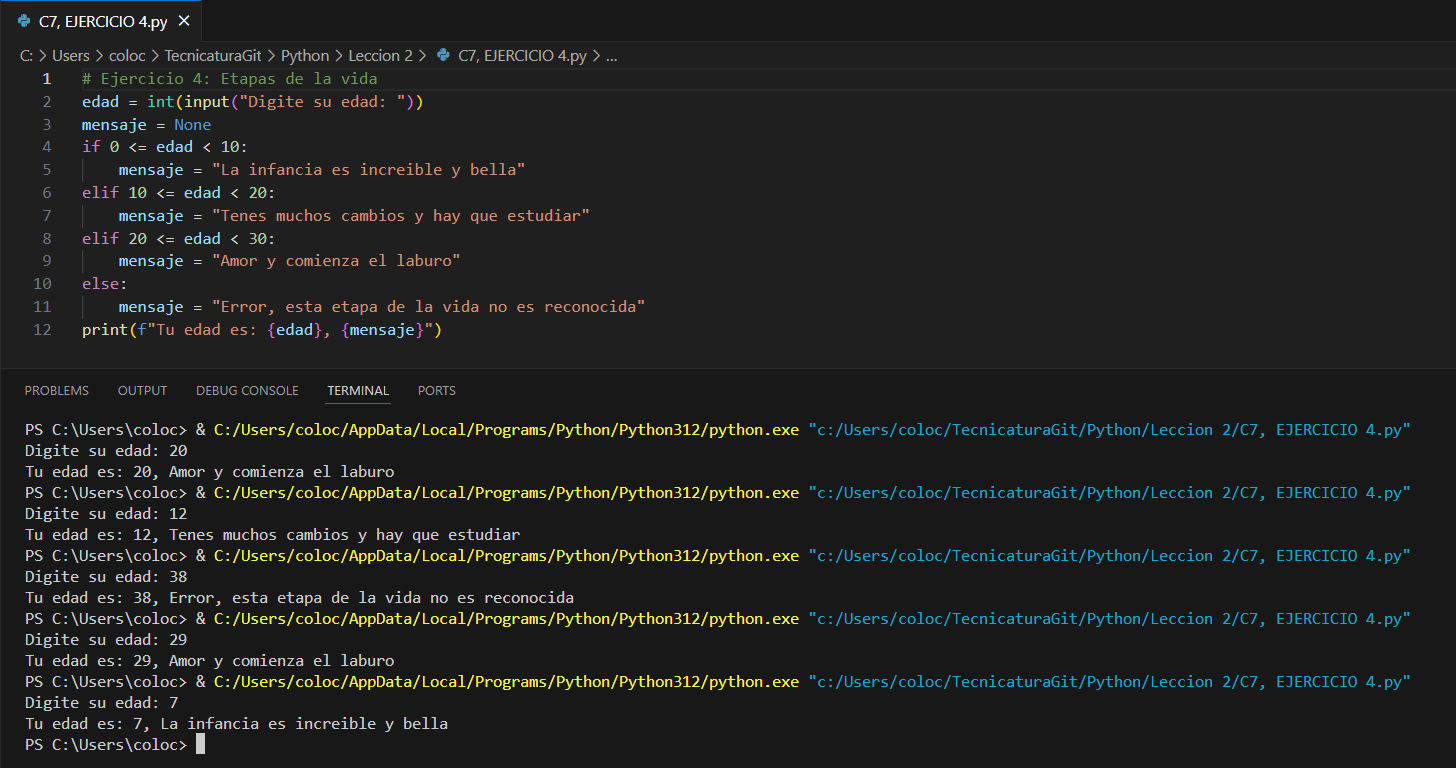 C7, EJERCICIO 4.py ×
C: > Users > coloc > TecnicaturaGit > Python > Leccion 2 > C7, EJERCICIO 4.py > ...
1 # Ejercicio 4: Etapas de la vida
2 edad = int(input("Digite su edad: "))
3 mensaje = None
4 if 0 <= edad < 10:
5     mensaje = "La infancia es increible y bella"
6 elif 10 <= edad < 20:
7     mensaje = "Tenes muchos cambios y hay que estudiar"
8 elif 20 <= edad < 30:
9     mensaje = "Amor y comienza el laburo"
10 else:
11     mensaje = "Error, esta etapa de la vida no es reconocida"
12 print(f"Tu edad es: {edad}, {mensaje}")
PROBLEMS OUTPUT DEBUG CONSOLE TERMINAL PORTS
PS C:\Users\coloc> & C:/Users/coloc/AppData/Local/Programs/Python/Python312/python.exe "c:/Users/coloc/TecnicaturaGit/Python/Leccion 2/C7, EJERCICIO 4.py"
Digite su edad: 20
Tu edad es: 20, Amor y comienza el laburo
PS C:\Users\coloc> & C:/Users/coloc/AppData/Local/Programs/Python/Python312/python.exe "c:/Users/coloc/TecnicaturaGit/Python/Leccion 2/C7, EJERCICIO 4.py"
Digite su edad: 12
Tu edad es: 12, Tenes muchos cambios y hay que estudiar
PS C:\Users\coloc> & C:/Users/coloc/AppData/Local/Programs/Python/Python312/python.exe "c:/Users/coloc/TecnicaturaGit/Python/Leccion 2/C7, EJERCICIO 4.py"
Digite su edad: 38
Tu edad es: 38, Error, esta etapa de la vida no es reconocida
PS C:\Users\coloc> & C:/Users/coloc/AppData/Local/Programs/Python/Python312/python.exe "c:/Users/coloc/TecnicaturaGit/Python/Leccion 2/C7, EJERCICIO 4.py"
Digite su edad: 29
Tu edad es: 29, Amor y comienza el laburo
PS C:\Users\coloc> & C:/Users/coloc/AppData/Local/Programs/Python/Python312/python.exe "c:/Users/coloc/TecnicaturaGit/Python/Leccion 2/C7, EJERCICIO 4.py"
Digite su edad: 7
Tu edad es: 7, La infancia es increible y bella
PS C:\Users\coloc>